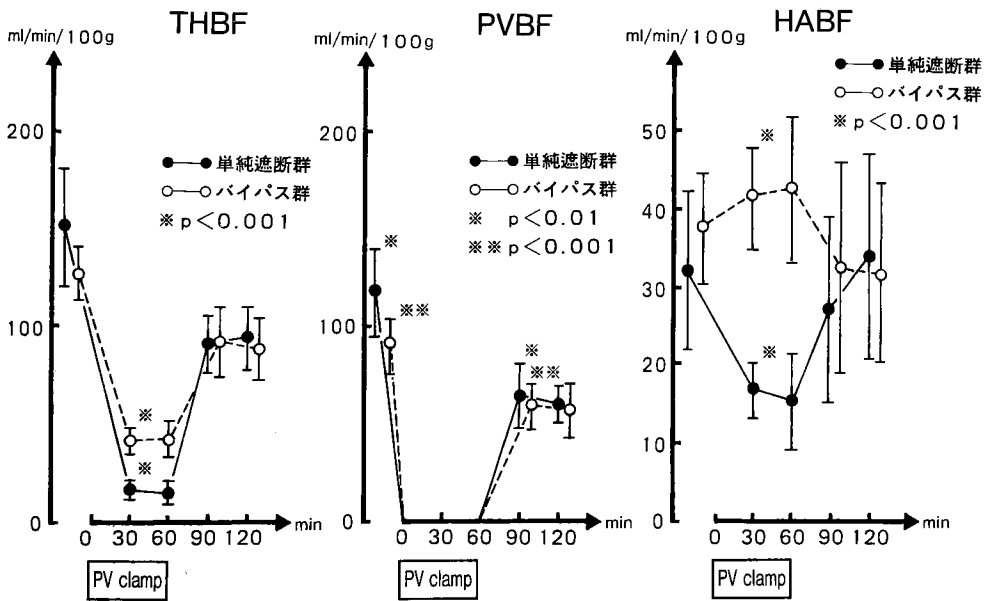 THBF
ml/min/100g
200
100
0
単純遮断群
バイパス群
※ p<0.001
※
※
0 30 60 90 120 min
PV clamp
PVBF
ml/min/100g
200
100
0
単純遮断群
バイパス群
※ p<0.01
※※ p<0.001
※
※※
※
※※
0 30 60 90 120 min
PV clamp
HABF
ml/min/100g
50
40
30
20
10
0
単純遮断群
バイパス群
※ p<0.001
※
※
0 30 60 90 120 min
PV clamp